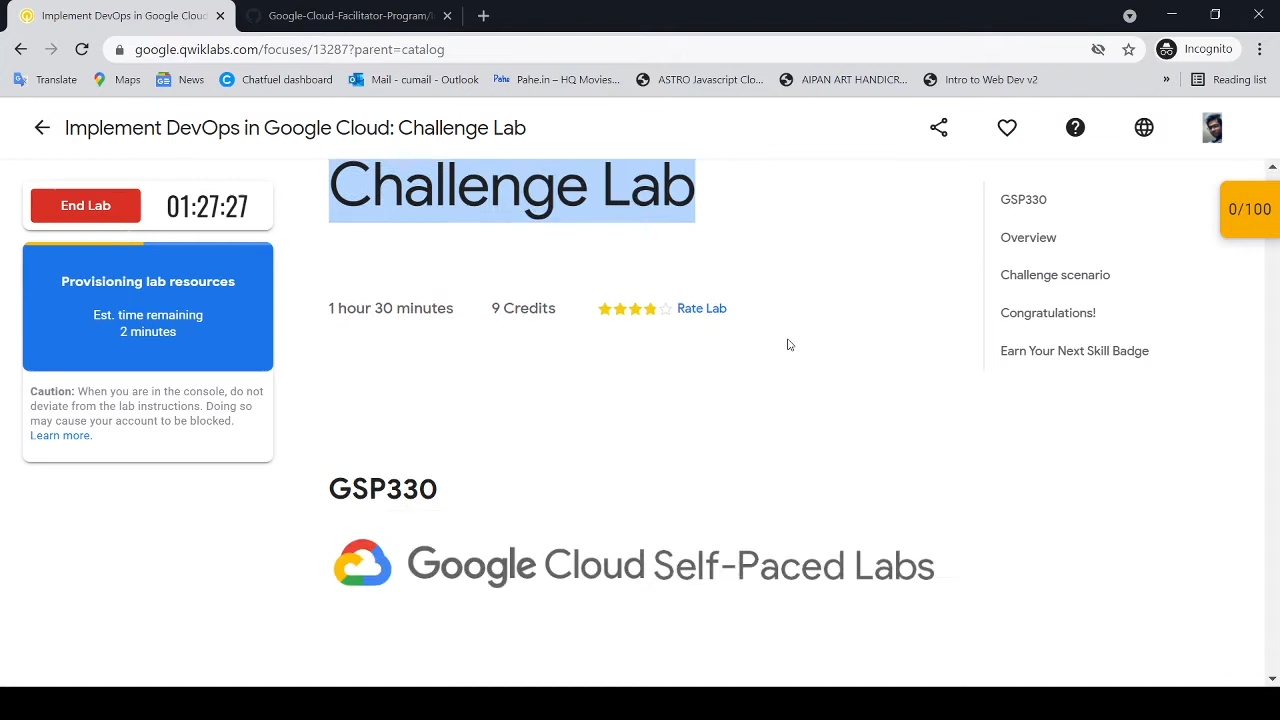 Implement DevOps in Google Cloud
Google-Cloud-Facilitator-Program/
google.qwiklabs.com/focuses/13287?parent=catalog
Incognito
Translate
Maps
News
Chatfuel dashboard
Mail - cumail - Outlook
Pahe.in – HQ Movies...
ASTRO Javascript Clo...
AIPAN ART HANDICR...
Intro to Web Dev v2
»
Reading list
Implement DevOps in Google Cloud: Challenge Lab
End Lab
01:27:27
Provisioning lab resources
Est. time remaining
2 minutes
Caution: When you are in the console, do not
deviate from the lab instructions. Doing so
may cause your account to be blocked.
Learn more.
Challenge Lab
1 hour 30 minutes
9 Credits
Rate Lab
GSP330
Google Cloud Self-Paced Labs
GSP330
Overview
Challenge scenario
Congratulations!
Earn Your Next Skill Badge
0/100